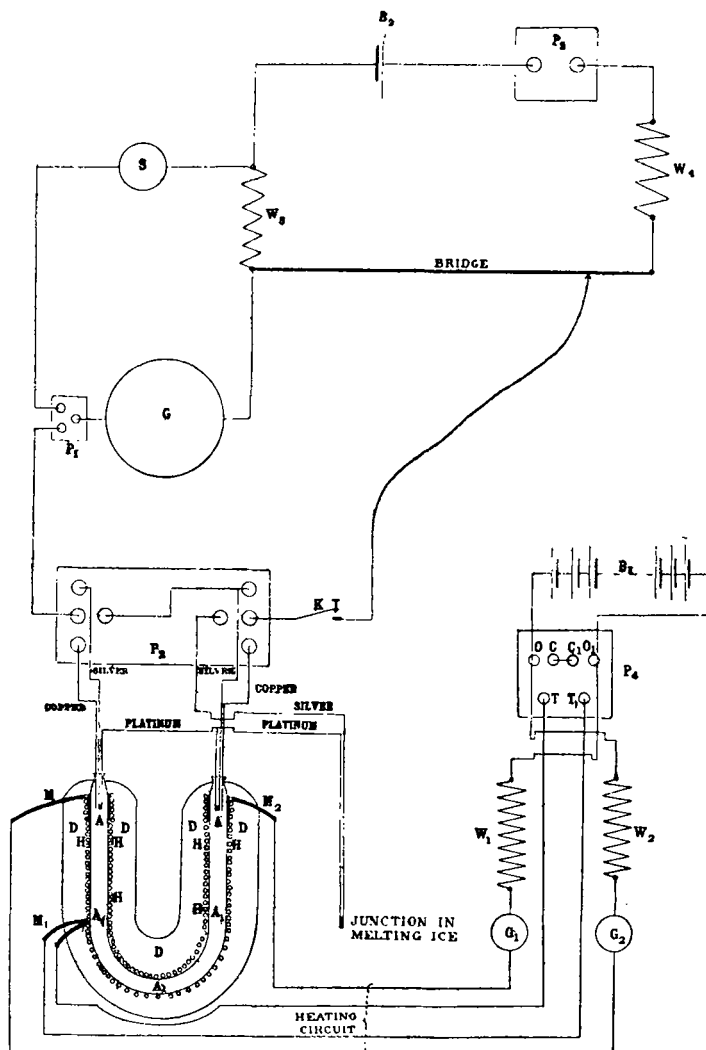 B₂
P₃
S
W₃
W₄
BRIDGE
G
P₁
B₁
K T
P₂
O C C₁ O₁
P₄
SILVER
SILVER
COPPER
T T₁
COPPER
SILVER
PLATINUM
PLATINUM
M
M₂
A
A
D
D
D
D
H
H
H
H
W₁
W₂
H
H
M₁
A₁
JUNCTION IN
MELTING ICE
G₁
G₂
D
A₂
HEATING
CIRCUIT